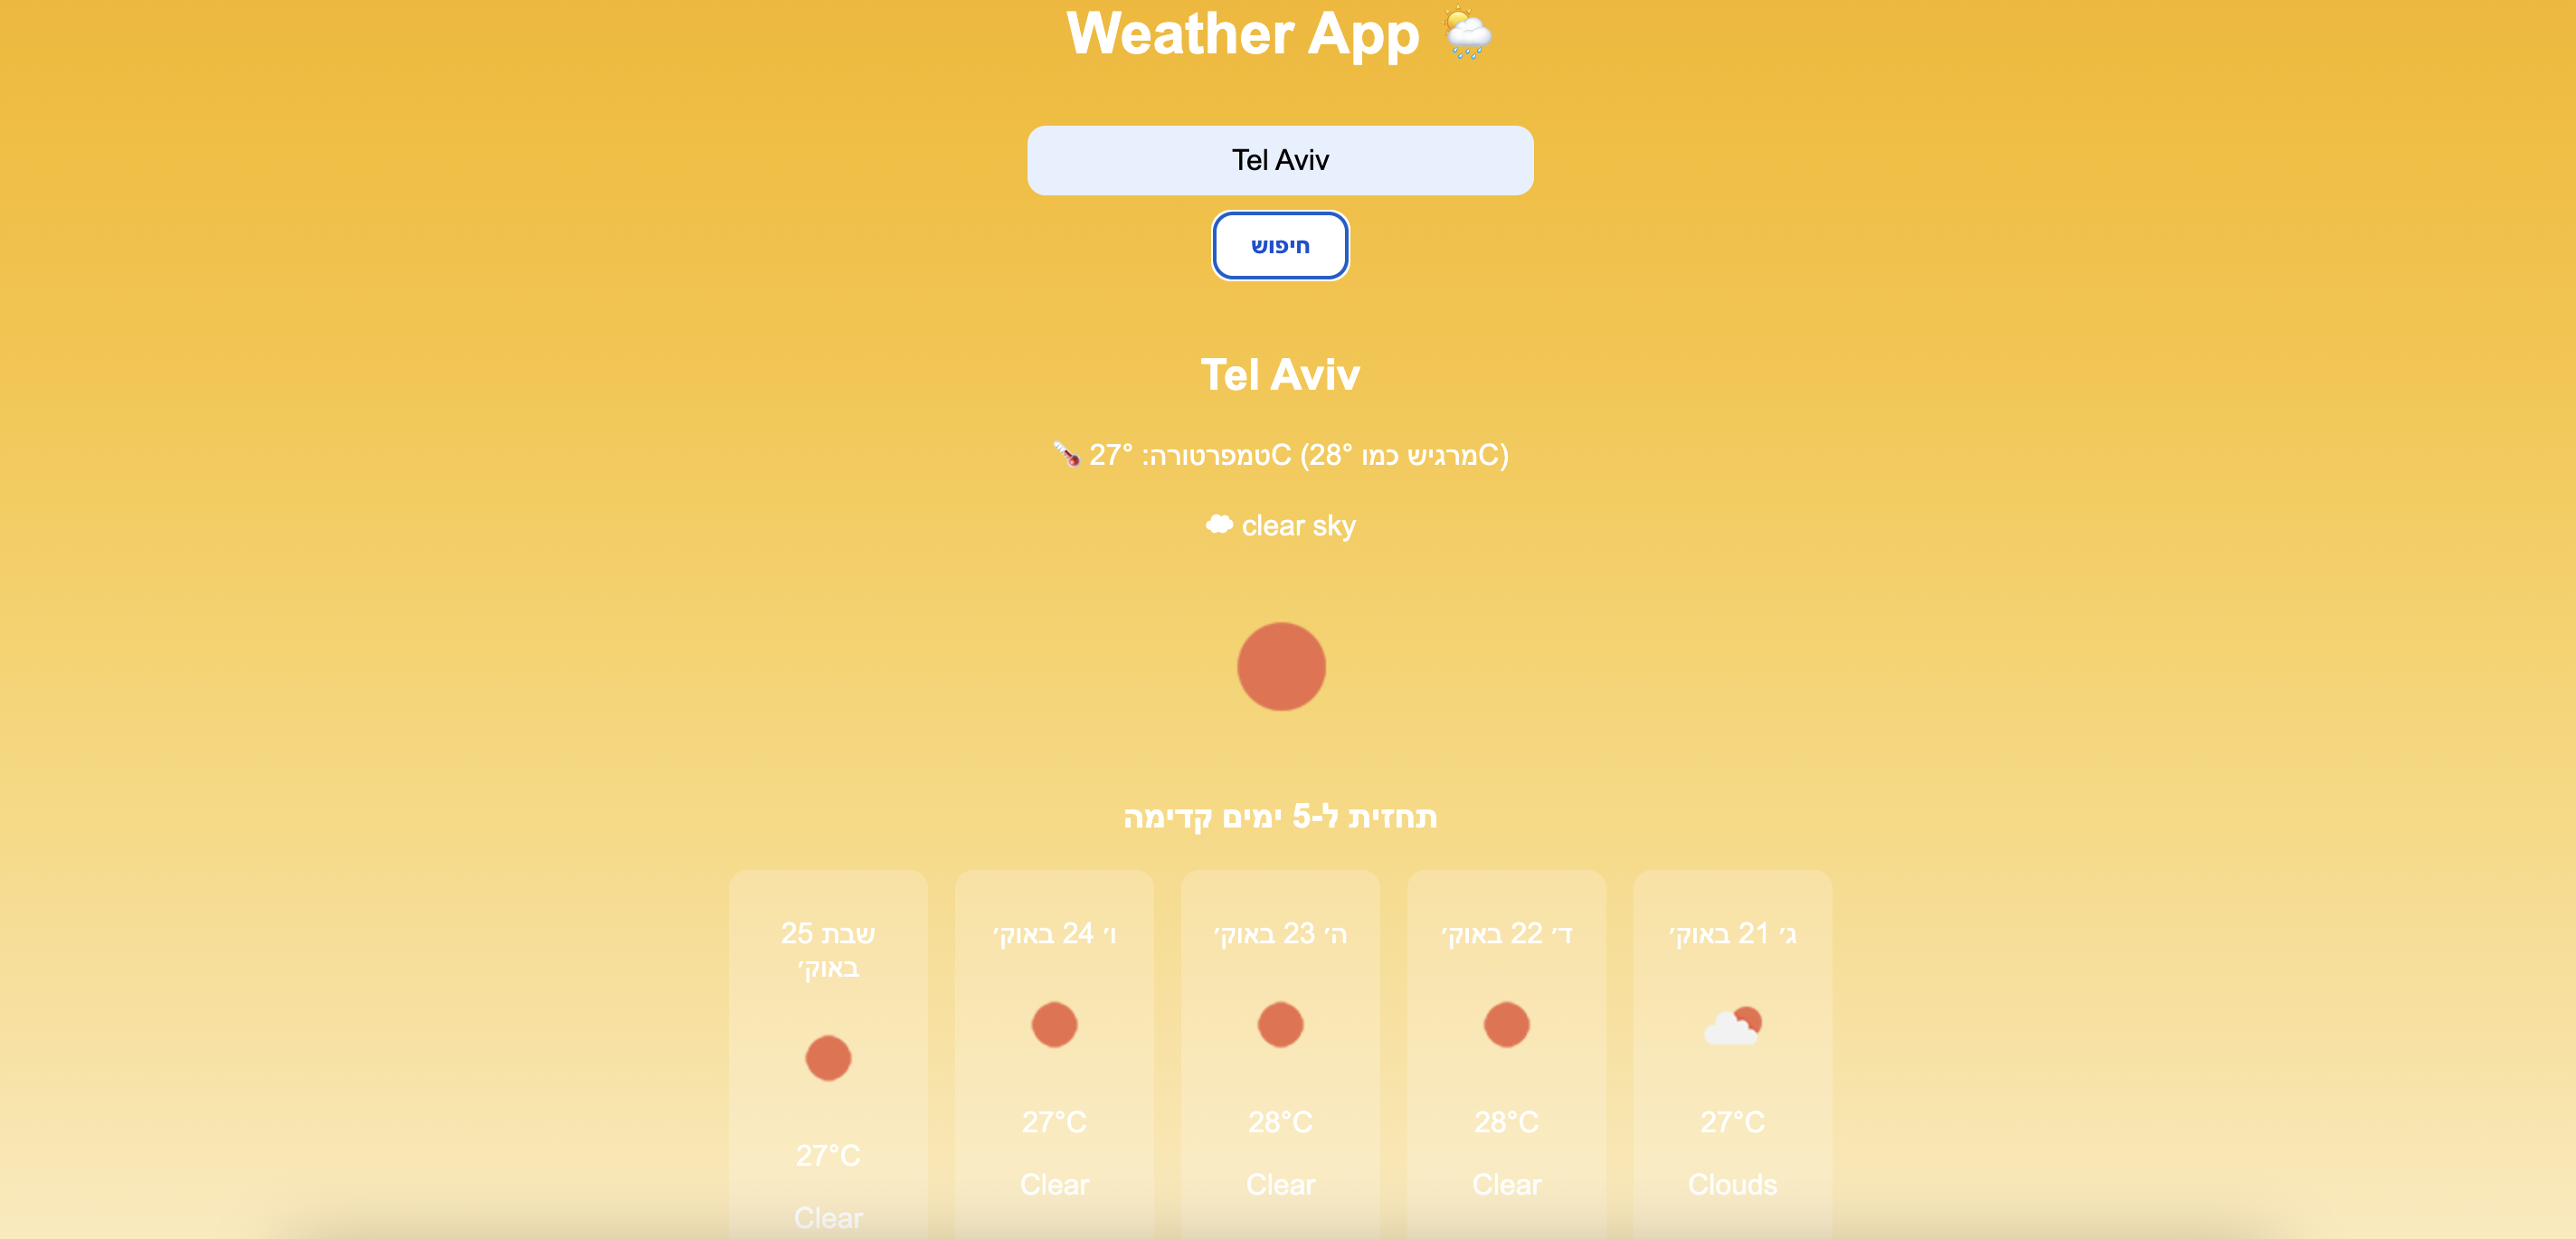 Weather App 🌦️
Tel Aviv
חיפוש
Tel Aviv
🌡️ טמפרטורה: 27°C (מרגיש כמו 28°C)
☁️ clear sky
תחזית ל-5 ימים קדימה
ג׳ 21 באוק׳
27°C
Clouds
ד׳ 22 באוק׳
28°C
Clear
ה׳ 23 באוק׳
28°C
Clear
ו׳ 24 באוק׳
27°C
Clear
שבת 25
באוק׳
27°C
Clear